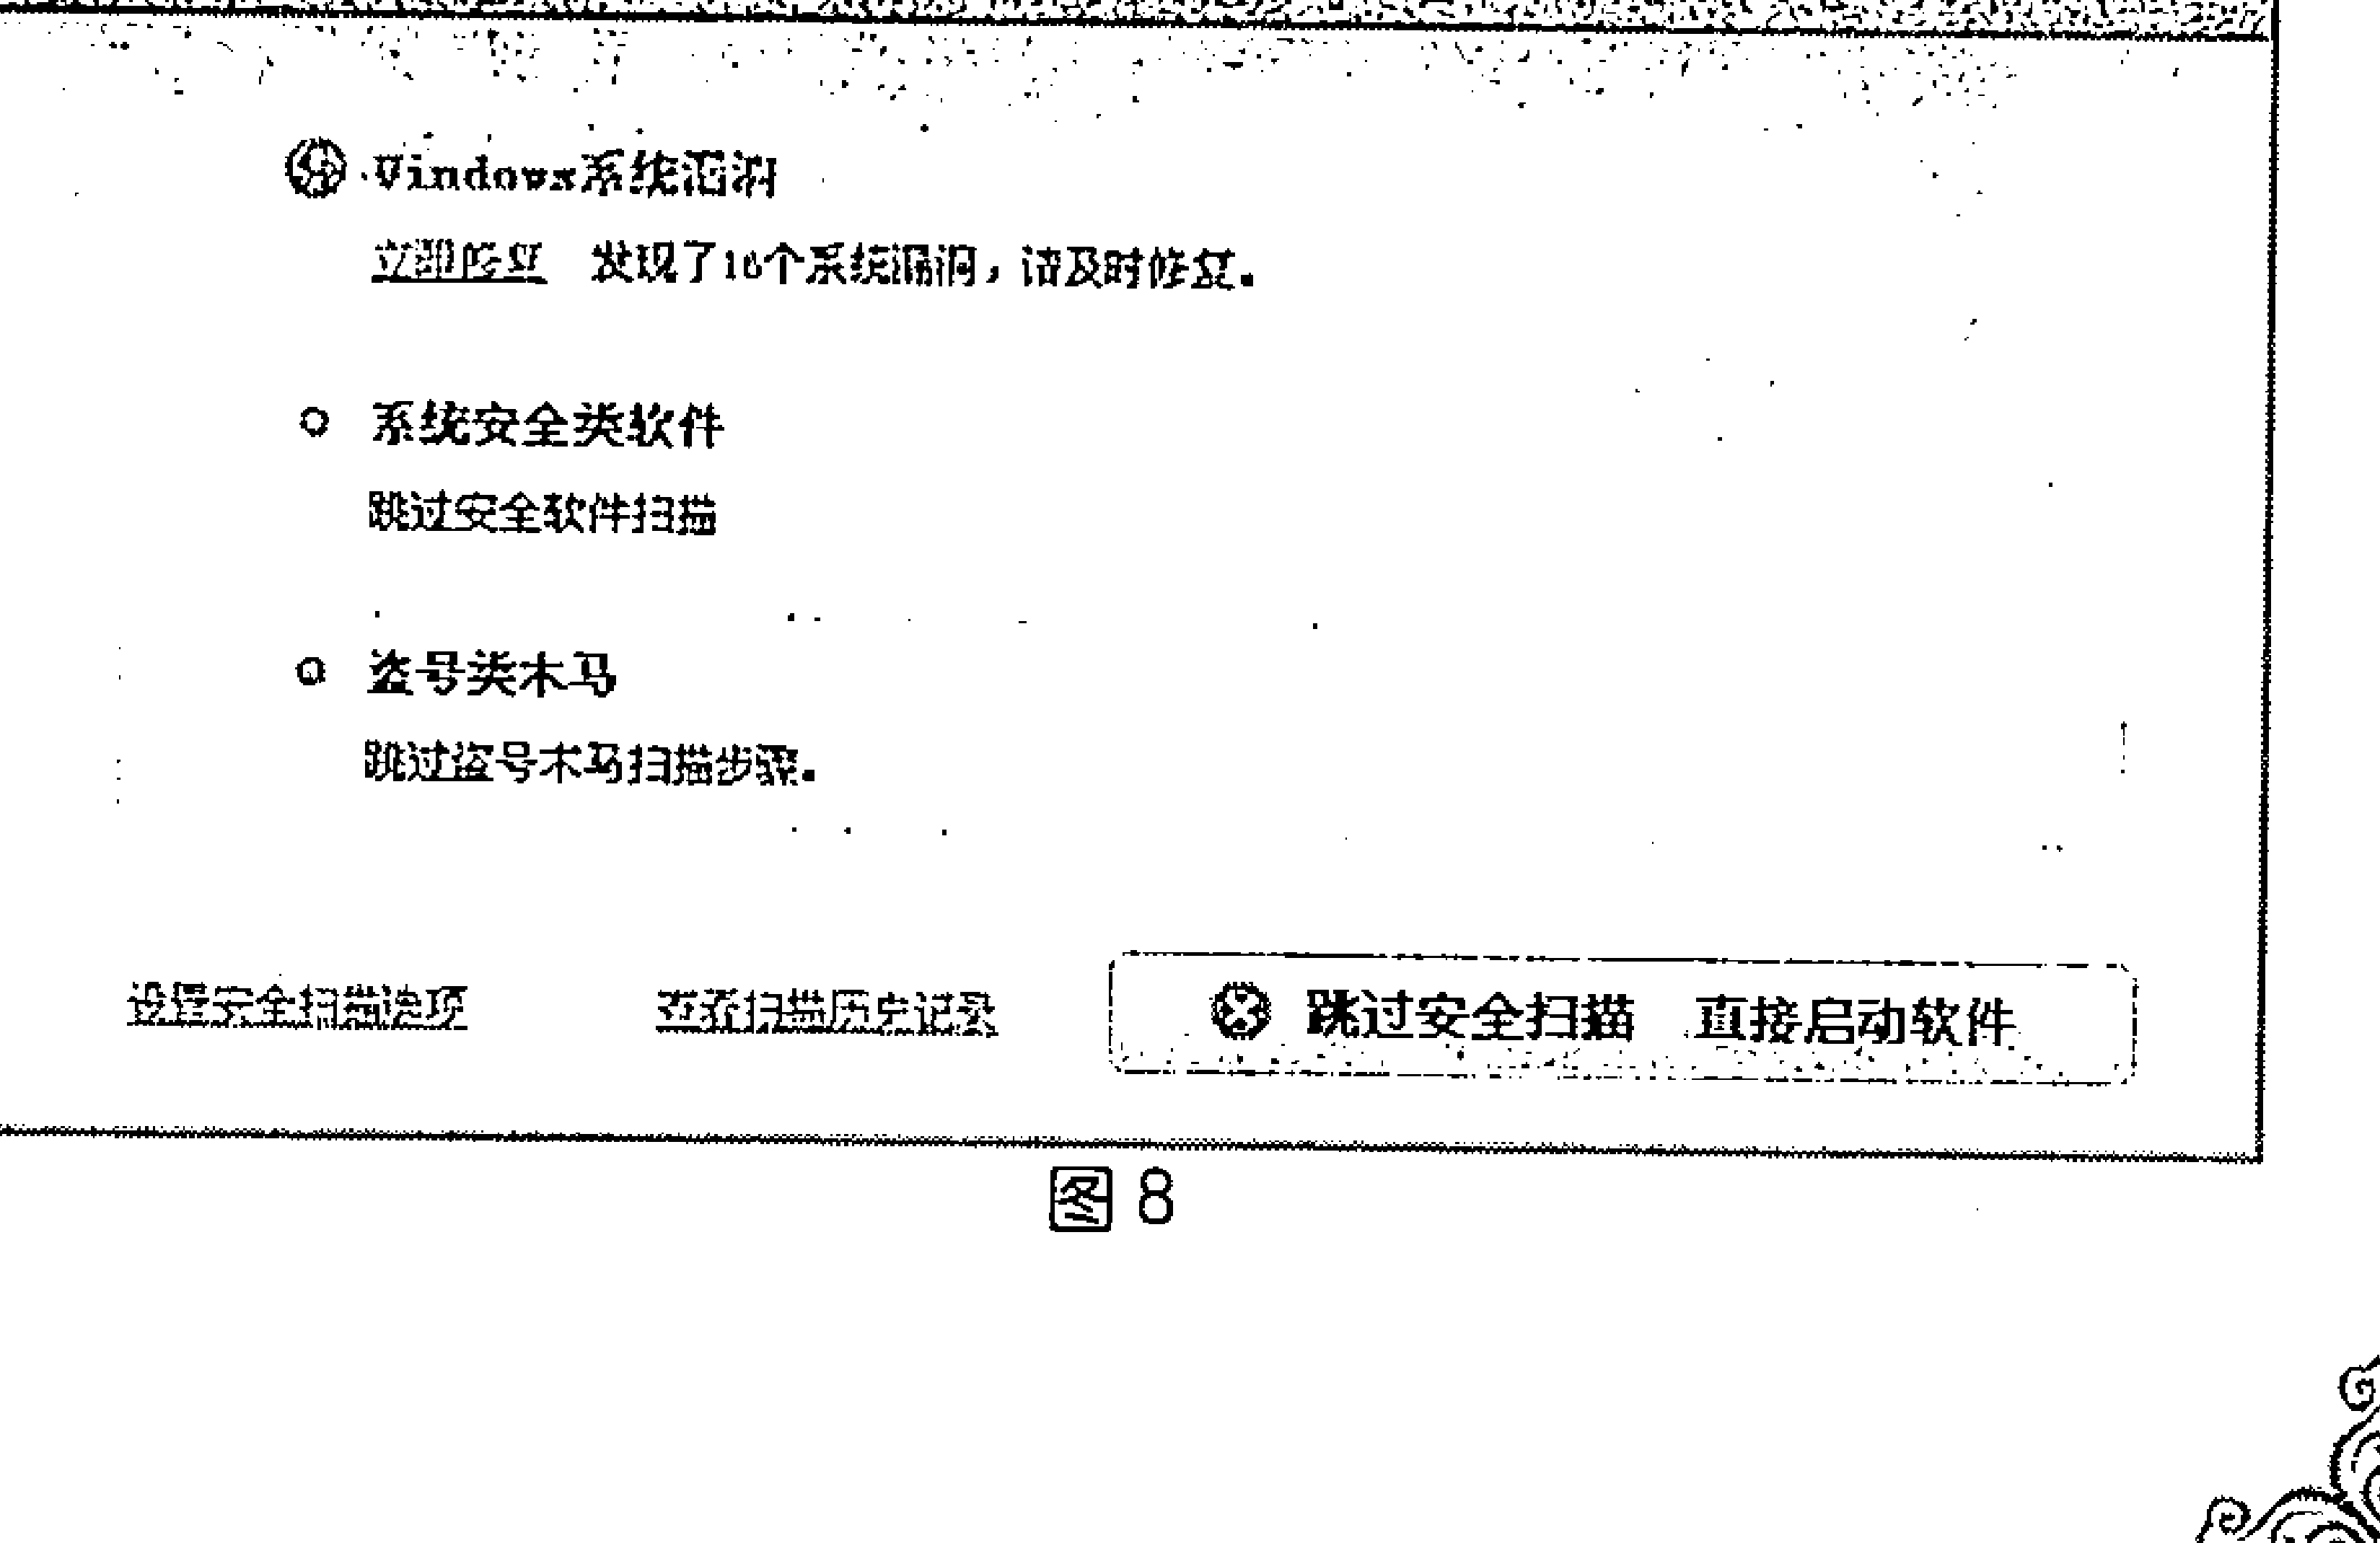 Windows系统漏洞
立即修复 发现了16个系统漏洞，请及时修复。
系统安全类软件
跳过安全软件扫描
盗号类木马
跳过盗号木马扫描步骤。
设置安全扫描选项 查看扫描历史记录 跳过安全扫描 直接启动软件
图 8